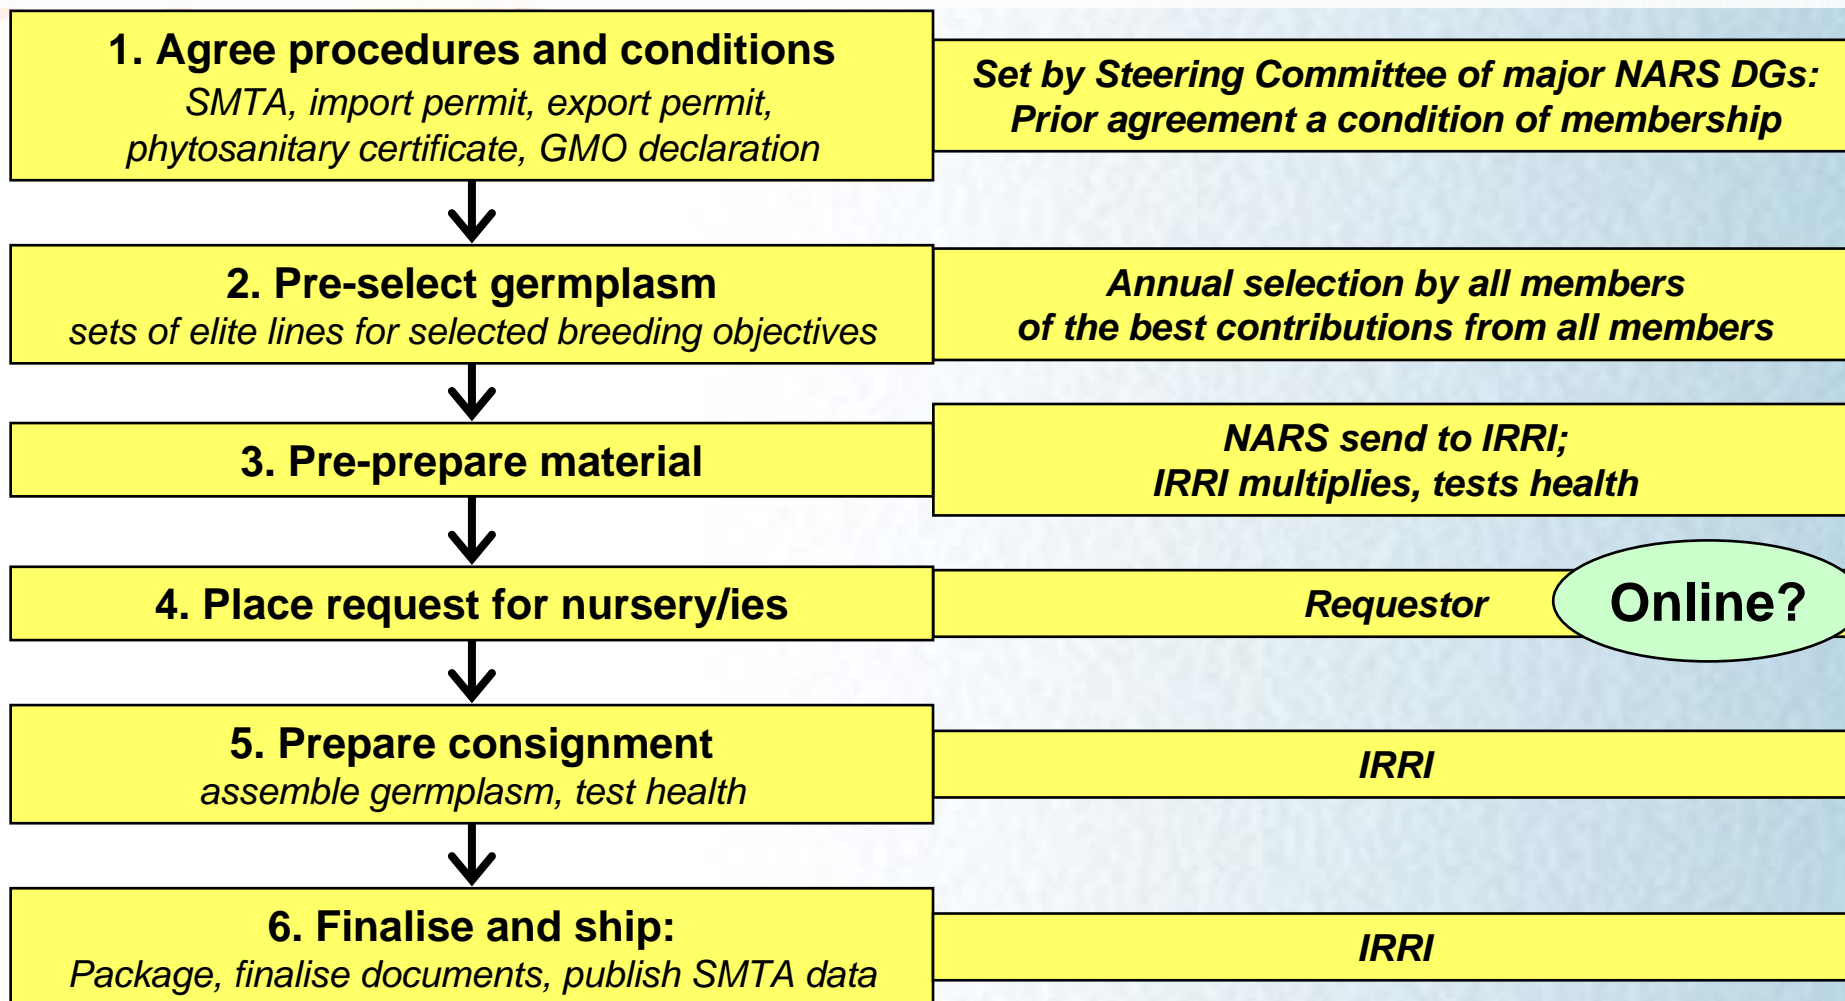 1. Agree procedures and conditions
SMTA, import permit, export permit,
phytosanitary certificate, GMO declaration
Set by Steering Committee of major NARS DGs:
Prior agreement a condition of membership
2. Pre-select germplasm
sets of elite lines for selected breeding objectives
Annual selection by all members
of the best contributions from all members
3. Pre-prepare material
NARS send to IRRI;
IRRI multiplies, tests health
4. Place request for nursery/ies
Requestor
Online?
5. Prepare consignment
assemble germplasm, test health
IRRI
6. Finalise and ship:
Package, finalise documents, publish SMTA data
IRRI